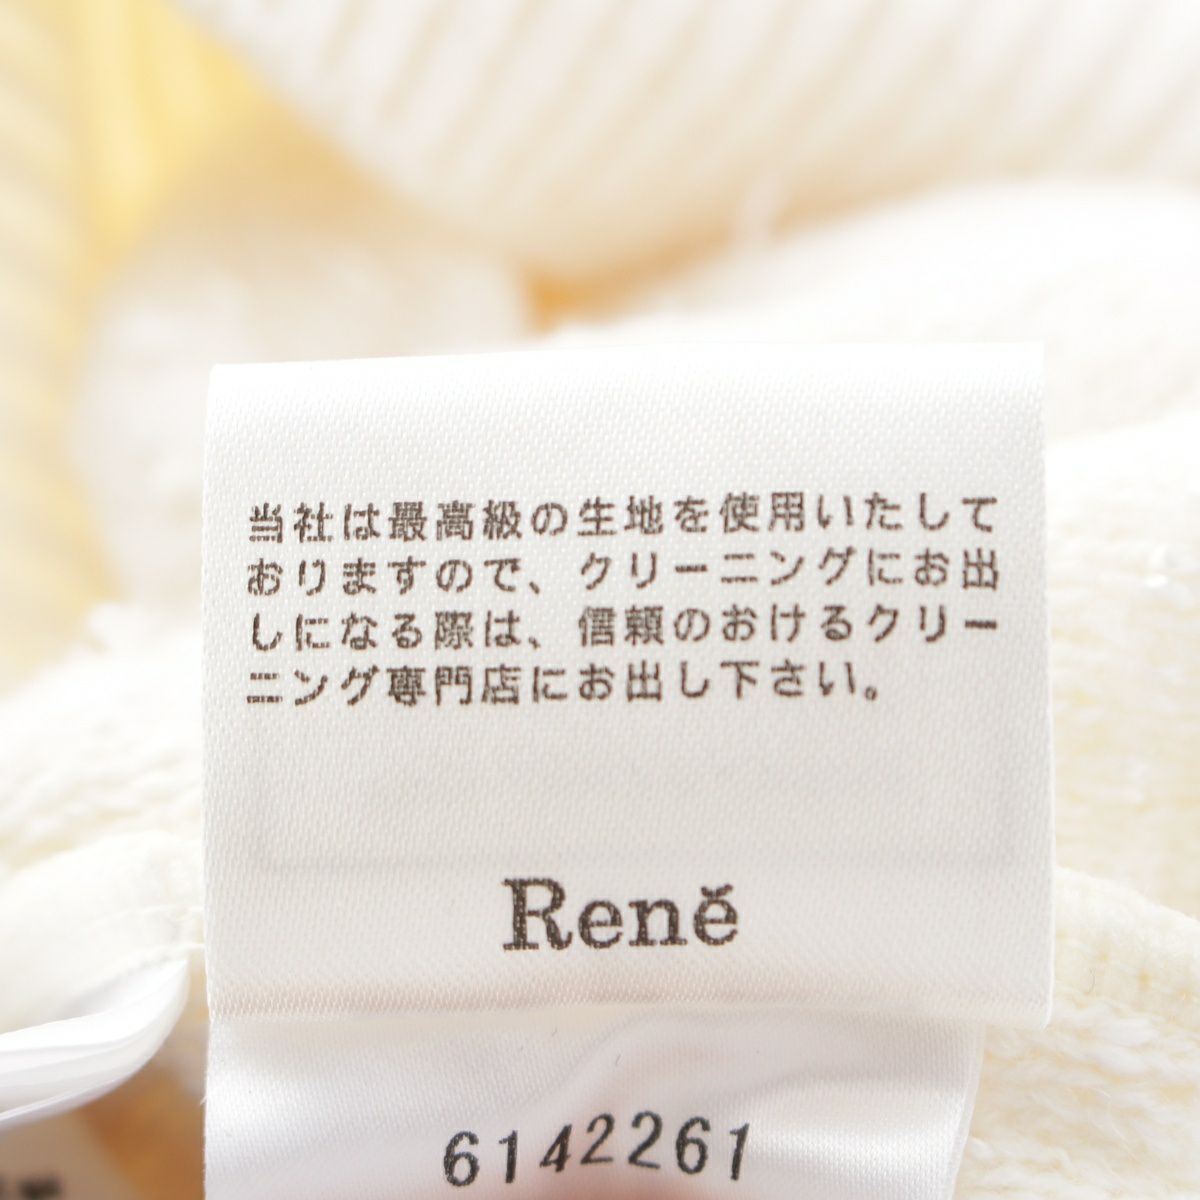 当社は最高級の生地を使用いたして
おりますので、クリーニングにお出
しになる際は、信頼のおけるクリー
ニング専門店にお出し下さい。
Renĕ
6142261